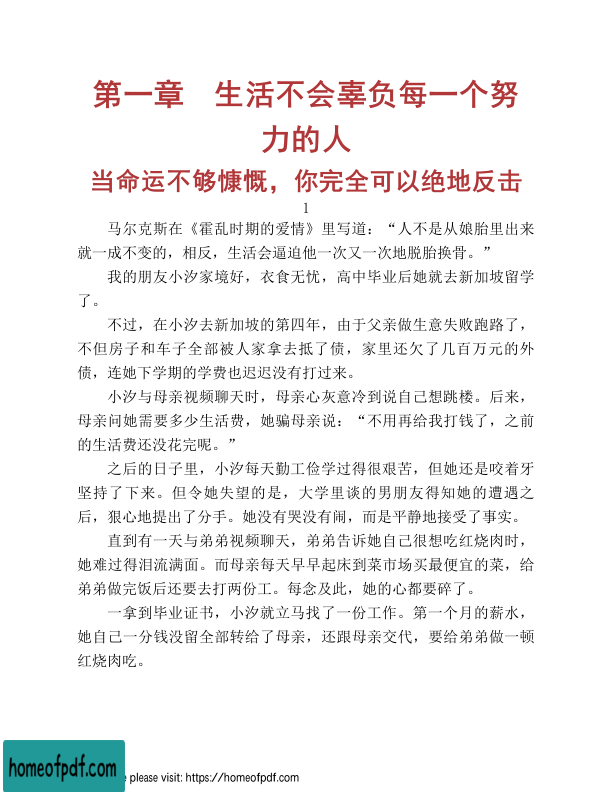 第一章　生活不会辜负每一个努
力的人
当命运不够慷慨，你完全可以绝地反击
1
马尔克斯在《霍乱时期的爱情》里写道：“人不是从娘胎里出来
就一成不变的，相反，生活会逼迫他一次又一次地脱胎换骨。”
我的朋友小汐家境好，衣食无忧，高中毕业后她就去新加坡留学
了。
不过，在小汐去新加坡的第四年，由于父亲做生意失败跑路了，
不但房子和车子全部被人家拿去抵了债，家里还欠了几百万元的外
债，连她下学期的学费也迟迟没有打过来。
小汐与母亲视频聊天时，母亲心灰意冷到说自己想跳楼。后来，
母亲问她需要多少生活费，她骗母亲说：“不用再给我打钱了，之前
的生活费还没花完呢。”
之后的日子里，小汐每天勤工俭学过得很艰苦，但她还是咬着牙
坚持了下来。但令她失望的是，大学里谈的男朋友得知她的遭遇之
后，狠心地提出了分手。她没有哭没有闹，而是平静地接受了事实。
直到有一天与弟弟视频聊天，弟弟告诉她自己很想吃红烧肉时，
她难过得泪流满面。而母亲每天早早起床到菜市场买最便宜的菜，给
弟弟做完饭后还要去打两份工。每念及此，她的心都要碎了。
一拿到毕业证书，小汐就立马找了一份工作。第一个月的薪水，
她自己一分钱没留全部转给了母亲，还跟母亲交代，要给弟弟做一顿
红烧肉吃。
homeofpdf.com
e please visit: https://homeofpdf.com